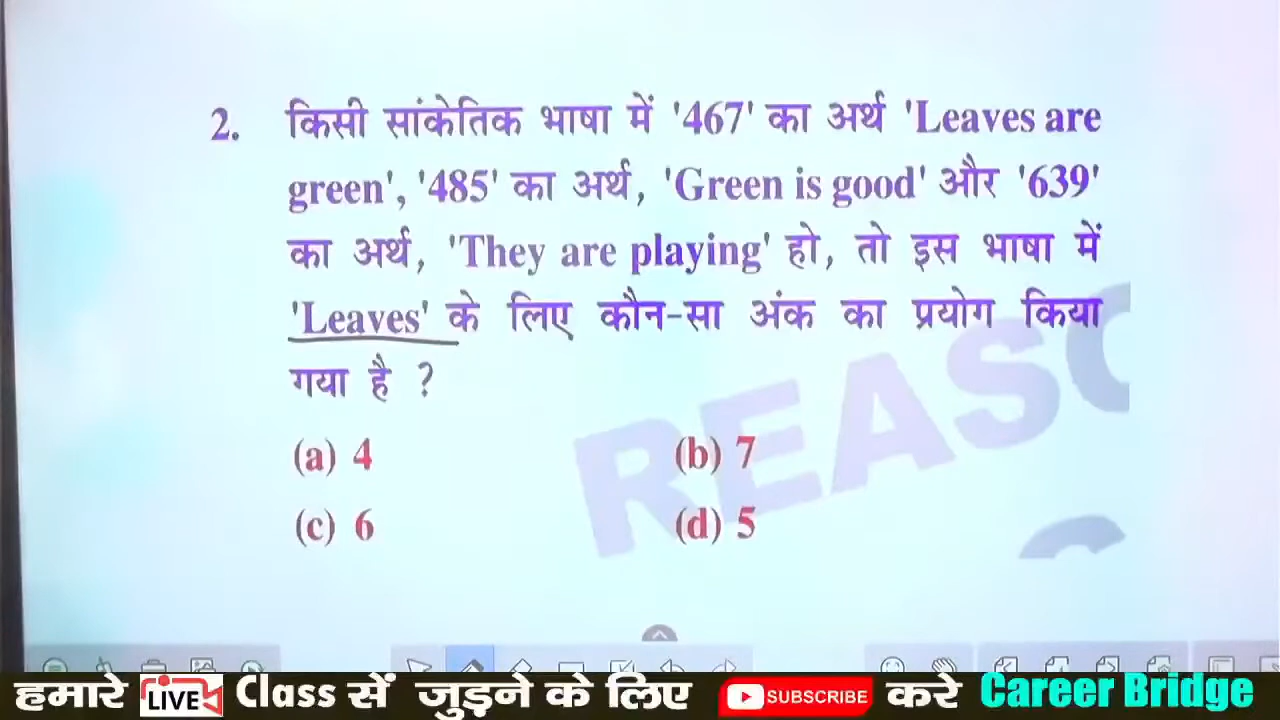 2. किसी सांकेतिक भाषा में '467' का अर्थ 'Leaves are
green', '485' का अर्थ, 'Green is good' और '639'
का अर्थ, 'They are playing' हो, तो इस भाषा में
'Leaves' के लिए कौन-सा अंक का प्रयोग किया
गया है ?
(a) 4 (b) 7
(c) 6 (d) 5
REASO
हमारे LIVE Class सें जुड़ने के लिए SUBSCRIBE करे Career Bridge